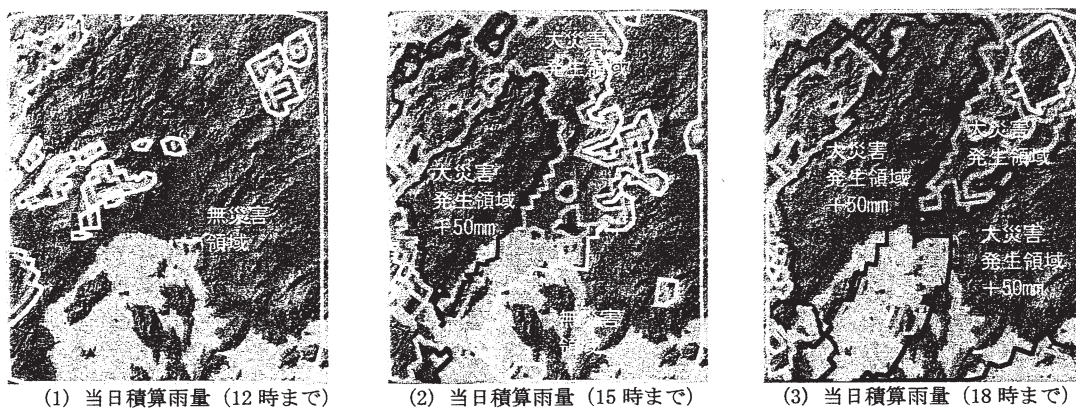 無災害
領域
(1) 当日積算雨量 (12 時まで)
大災害
発生領域
大災害
発生領域
+50mm
無災害
(2) 当日積算雨量 (15 時まで)
大災害
発生領域
大災害
発生領域
+50mm
大災害
発生領域
+50mm
(3) 当日積算雨量 (18 時まで)